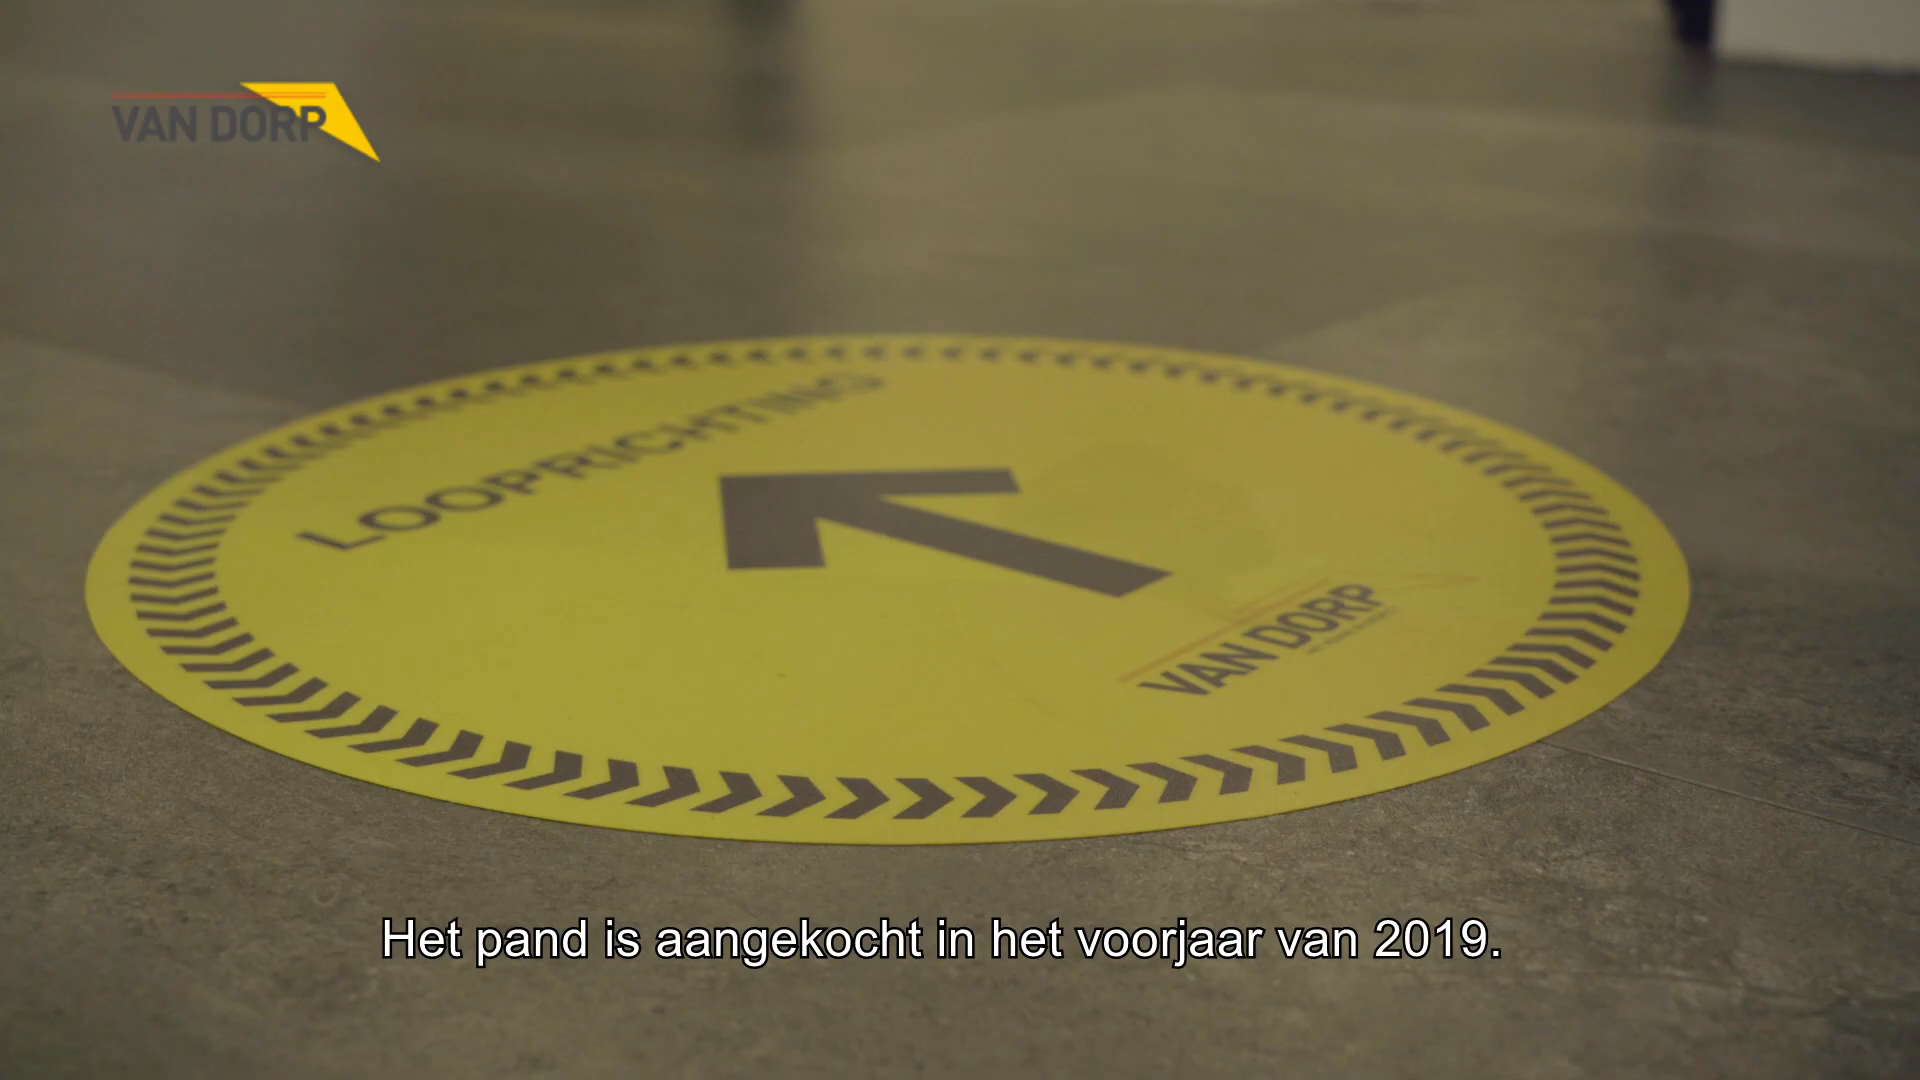 VAN DORP
LOOPRICHTING
VAN DORP
Het pand is aangekocht in het voorjaar van 2019.